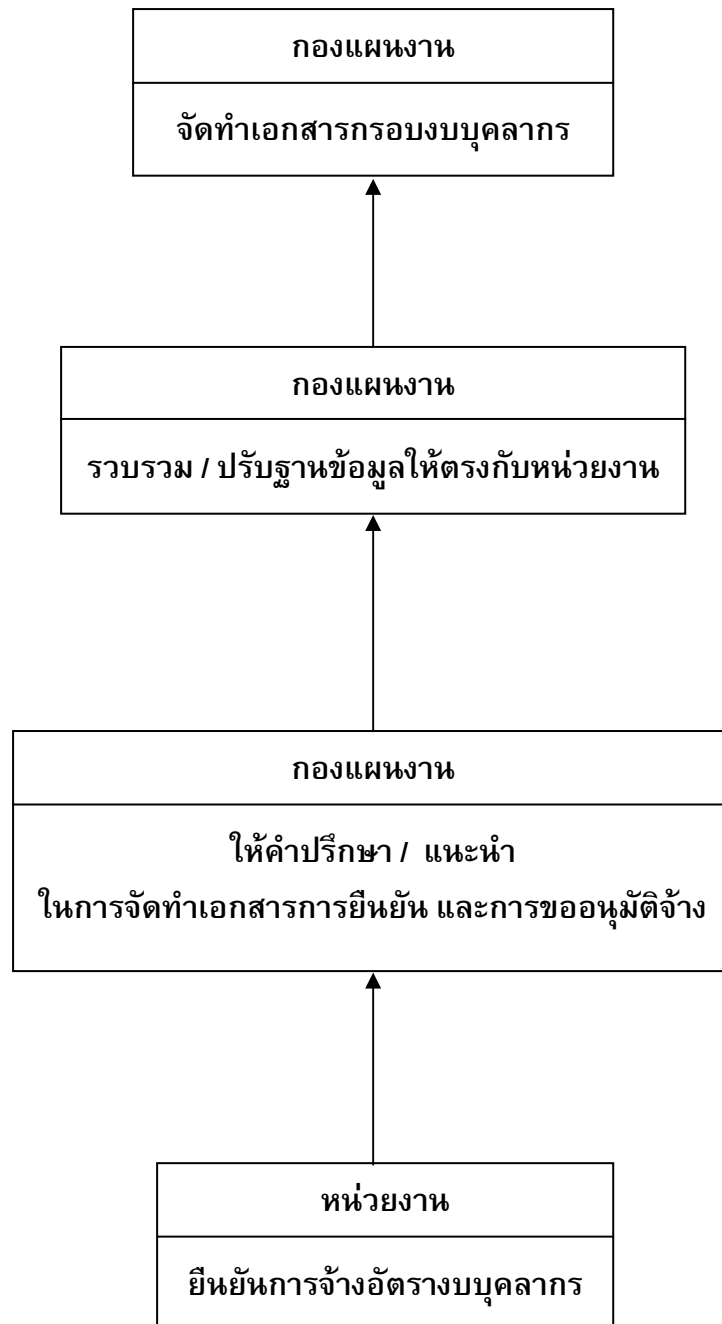 กองแผนงาน
จัดทำเอกสารกรอบงบบุคลากร
กองแผนงาน
รวบรวม / ปรับฐานข้อมูลให้ตรงกับหน่วยงาน
กองแผนงาน
ให้คำปรึกษา / แนะนำ
ในการจัดทำเอกสารการยืนยัน และการขออนุมัติจ้าง
หน่วยงาน
ยืนยันการจ้างอัตรางบบุคลากร